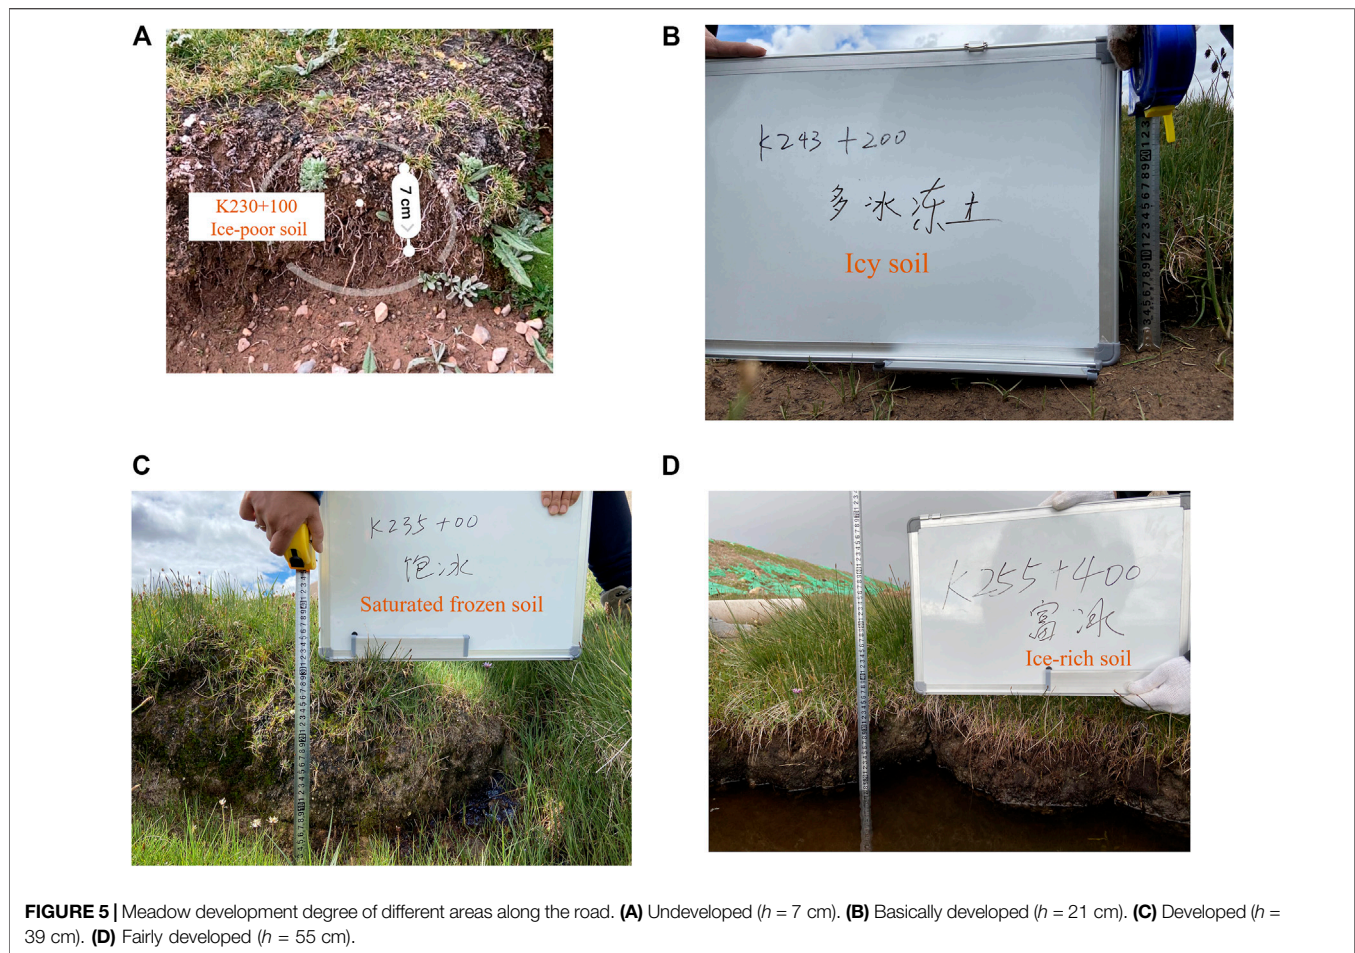 A
K230+100
Ice-poor soil
7 cm
B
K243+200
多冰冻土
Icy soil
C
K235+00
饱冰
Saturated frozen soil
D
K255+400
富冰
Ice-rich soil
FIGURE 5 | Meadow development degree of different areas along the road. (A) Undeveloped (h = 7 cm). (B) Basically developed (h = 21 cm). (C) Developed (h =
39 cm). (D) Fairly developed (h = 55 cm).